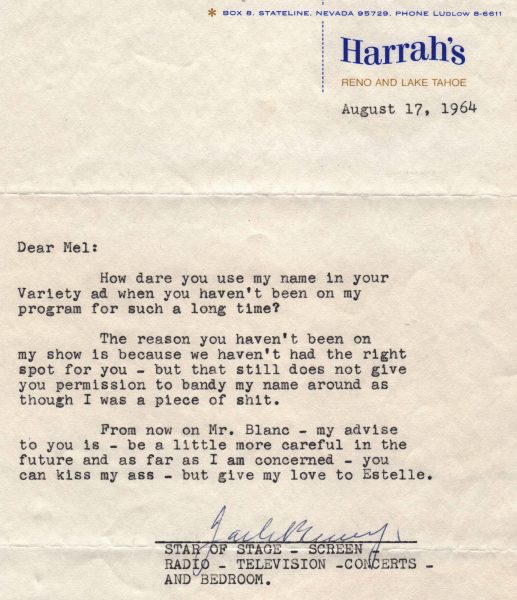 * BOX 8, STATELINE, NEVADA 95729, PHONE LUDLOW 8-6611
Harrah's
RENO AND LAKE TAHOE
August 17, 1964
Dear Mel:
How dare you use my name in your
Variety ad when you haven't been on my
program for such a long time?
The reason you haven't been on
my show is because we haven't had the right
spot for you - but that still does not give
you permission to bandy my name around as
though I was a piece of shit.
From now on Mr. Blanc - my advise
to you is - be a little more careful in the
future and as far as I am concerned - you
can kiss my ass - but give my love to Estelle.
Jack Benny.
STAR OF STAGE - SCREEN -
RADIO - TELEVISION -CONCERTS -
AND BEDROOM.